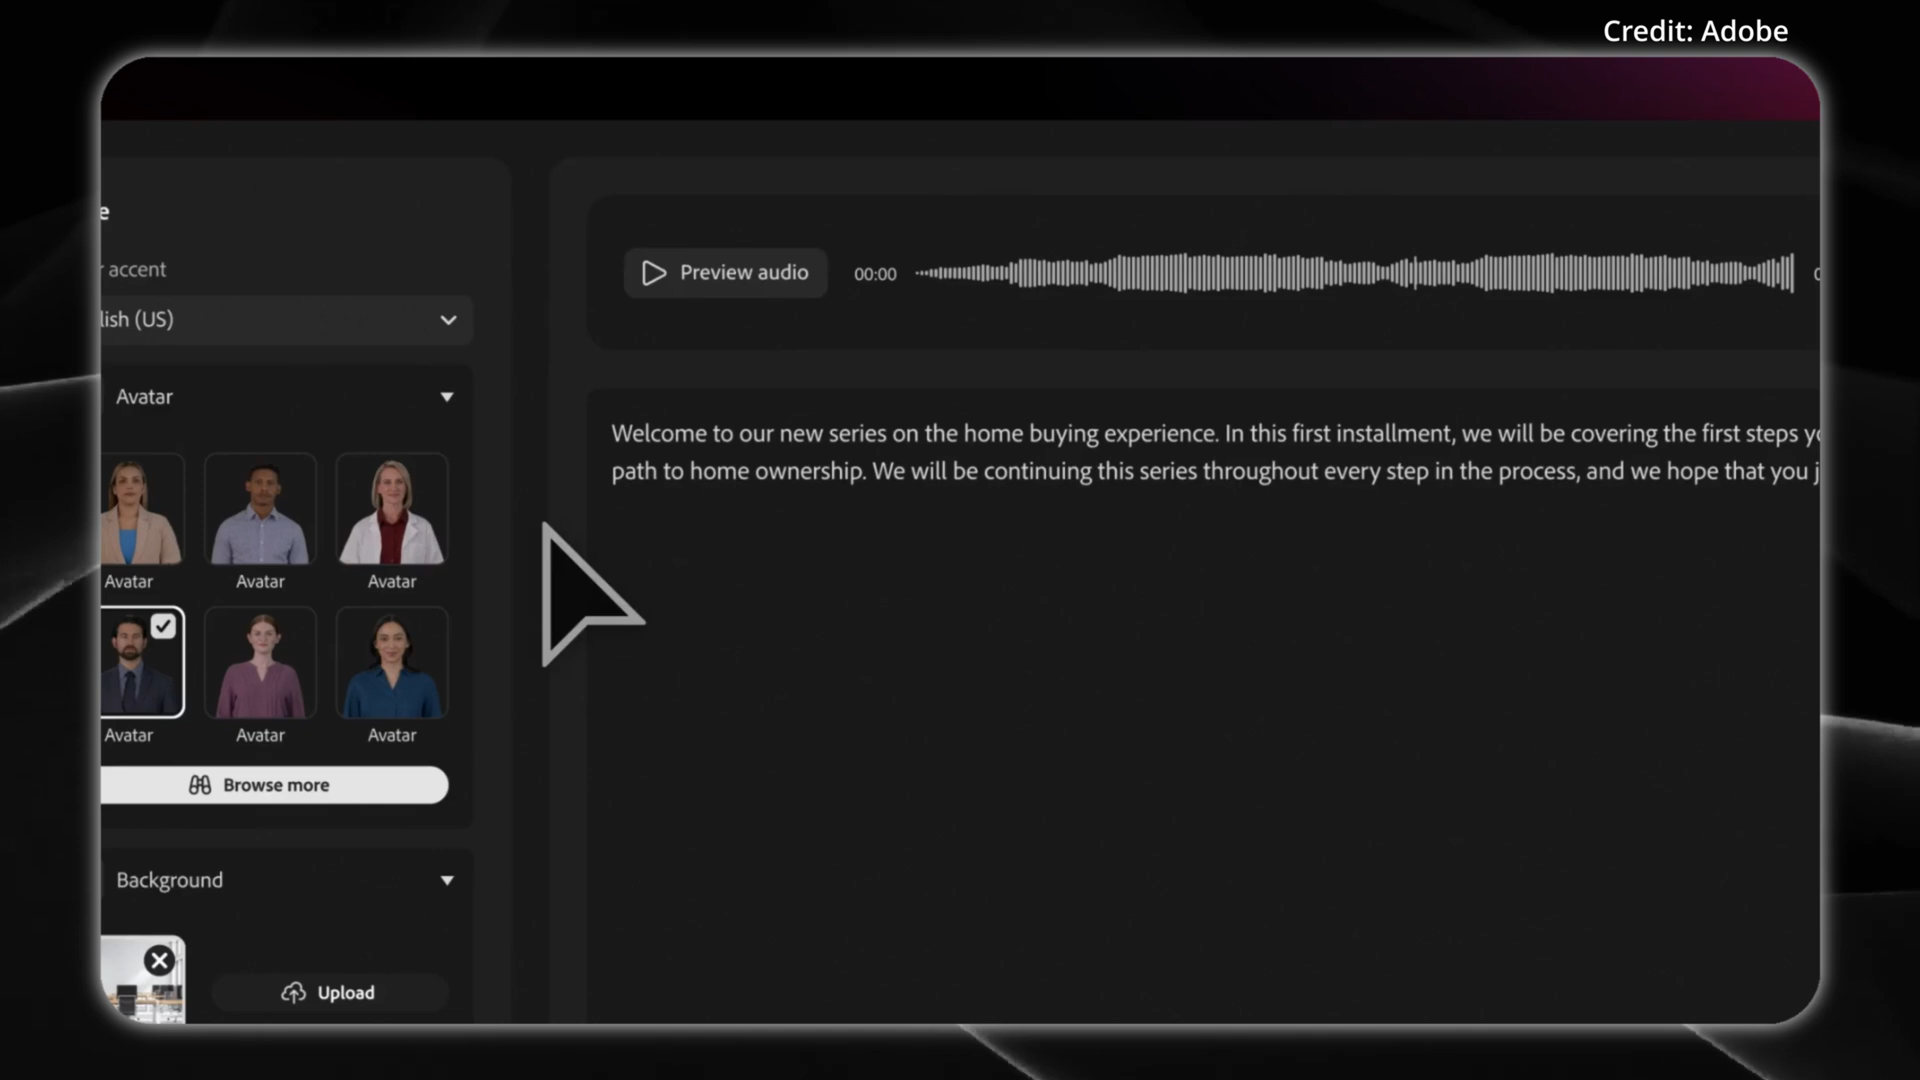 Credit: Adobe
e
accent
lish (US)
Avatar
Avatar
Avatar
Avatar
Avatar
Avatar
Avatar
Browse more
Background
Upload
Preview audio
00:00
Welcome to our new series on the home buying experience. In this first installment, we will be covering the first steps
path to home ownership. We will be continuing this series throughout every step in the process, and we hope that you